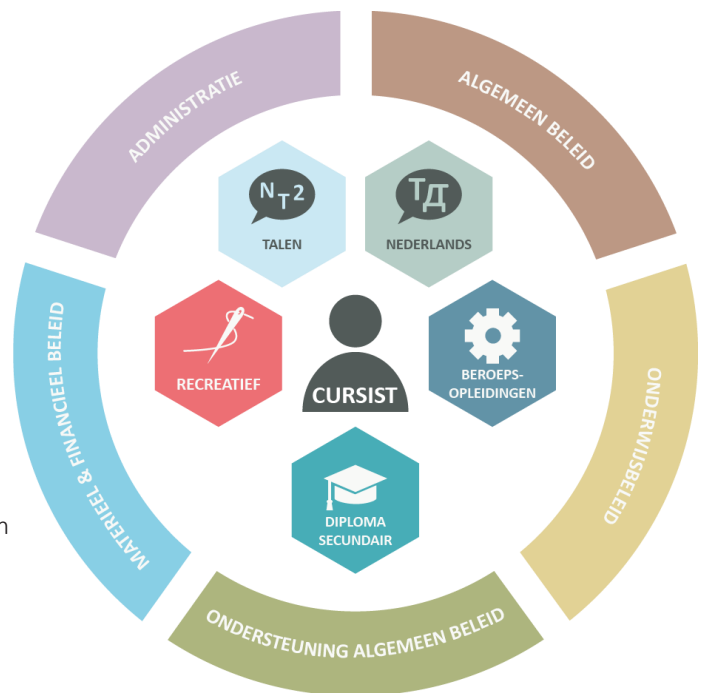 ADMINISTRATIE
ALGEMEEN BELEID
NT2
TALEN
ТД
NEDERLANDS
RECREATIEF
CURSIST
BEROEPS-
OPLEIDINGEN
MATERIEEL & FINANCIEEL BELEID
ONDERWIJSBELEID
n
DIPLOMA
SECUNDAIR
ONDERSTEUNING ALGEMEEN BELEID